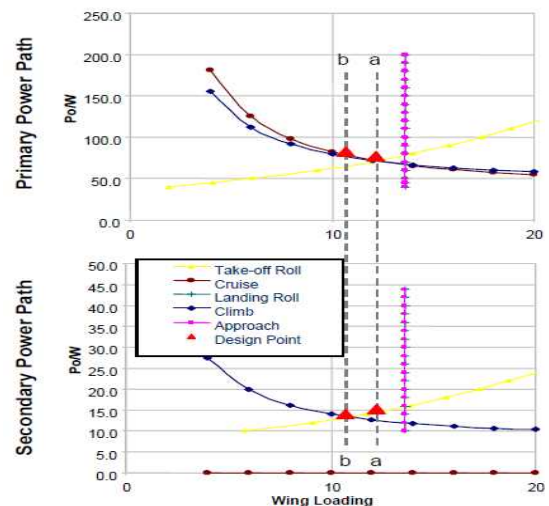 Primary Power Path
Po/W
250.0
200.0
150.0
100.0
50.0
0.0
b a
0 10 20
Secondary Power Path
Po/W
50.0
45.0
40.0
35.0
30.0
25.0
20.0
15.0
10.0
5.0
0.0
Take-off Roll
Cruise
Landing Roll
Climb
Approach
Design Point
b a
0 10 20
Wing Loading